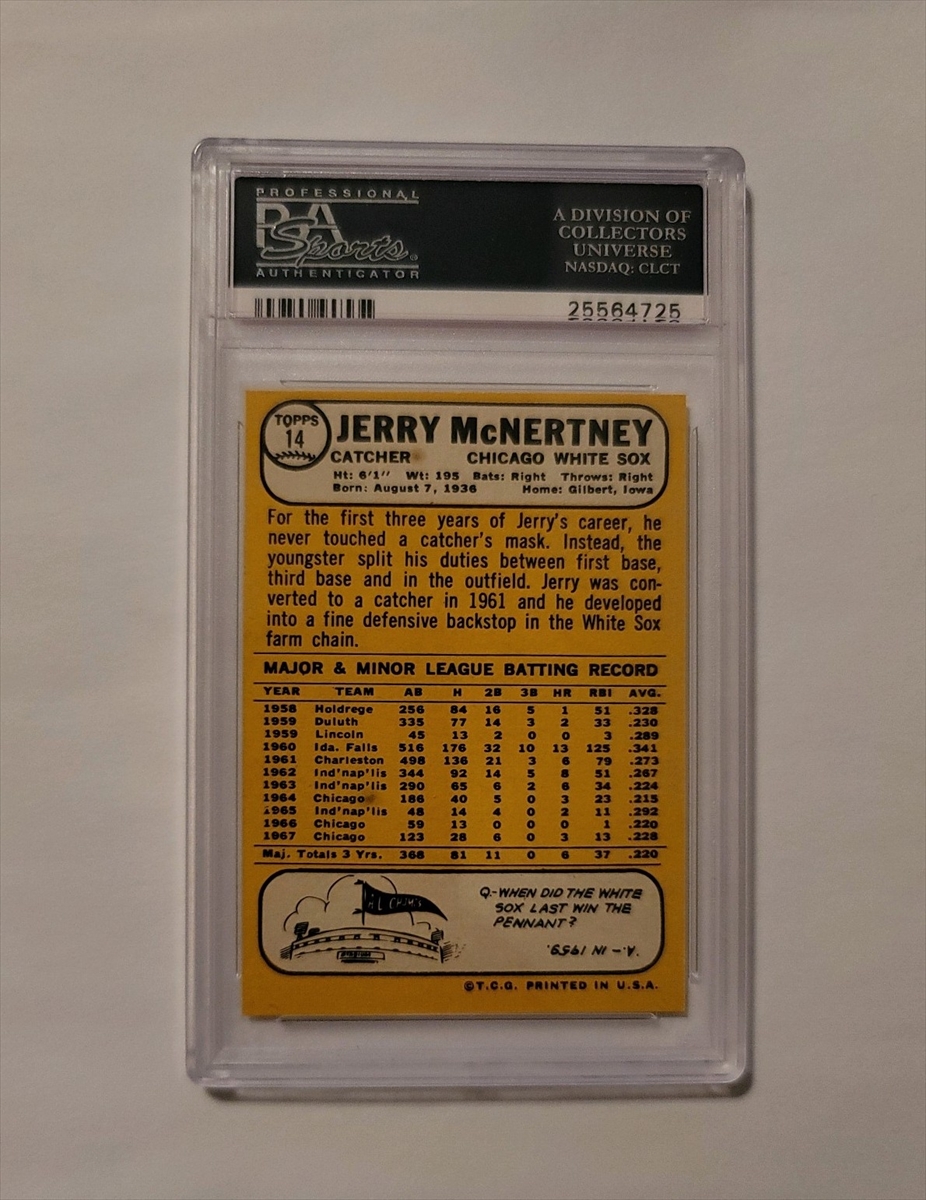 PROFESSIONAL
PSA
Sports®
AUTHENTICATOR
A DIVISION OF
COLLECTORS
UNIVERSE
NASDAQ: CLCT
25564725
TOPPS
14
JERRY McNERTNEY
CATCHER CHICAGO WHITE SOX
Ht: 6'1" Wt: 195 Bats: Right Throws: Right
Born: August 7, 1936 Home: Gilbert, Iowa
For the first three years of Jerry's career, he
never touched a catcher's mask. Instead, the
youngster split his duties between first base,
third base and in the outfield. Jerry was con-
verted to a catcher in 1961 and he developed
into a fine defensive backstop in the White Sox
farm chain.
MAJOR & MINOR LEAGUE BATTING RECORD
YEAR TEAM AB H 2B 3B HR RBI AVG.
1958 Holdrege 256 84 16 5 1 51 .328
1959 Duluth 335 77 14 3 2 33 .230
1959 Lincoln 45 13 2 0 0 3 .289
1960 Ida. Falls 516 176 32 10 13 125 .341
1961 Charleston 498 136 21 3 6 79 .273
1962 Ind'nap'lis 344 92 14 5 8 51 .267
1963 Ind'nap'lis 290 65 6 2 6 34 .224
1964 Chicago 186 40 5 0 3 23 .215
1965 Ind'nap'lis 48 14 4 0 2 11 .292
1966 Chicago 59 13 0 0 0 1 .220
1967 Chicago 123 28 6 0 3 13 .228
Maj. Totals 3 Yrs. 368 81 11 0 6 37 .220
Q.-WHEN DID THE WHITE
SOX LAST WIN THE
PENNANT?
A.-IN 1959.
©T.C.G. PRINTED IN U.S.A.